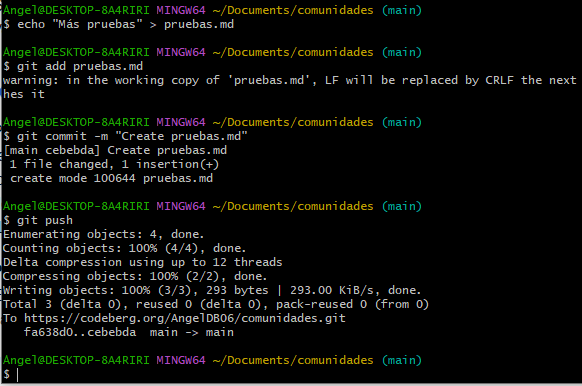 Angel@DESKTOP-8A4RIRI MINGW64 ~/Documents/comunidades (main)
$ echo "Más pruebas" > pruebas.md
Angel@DESKTOP-8A4RIRI MINGW64 ~/Documents/comunidades (main)
$ git add pruebas.md
warning: in the working copy of 'pruebas.md', LF will be replaced by CRLF the next
hes it
Angel@DESKTOP-8A4RIRI MINGW64 ~/Documents/comunidades (main)
$ git commit -m "Create pruebas.md"
[main cebebda] Create pruebas.md
1 file changed, 1 insertion(+)
create mode 100644 pruebas.md
Angel@DESKTOP-8A4RIRI MINGW64 ~/Documents/comunidades (main)
$ git push
Enumerating objects: 4, done.
Counting objects: 100% (4/4), done.
Delta compression using up to 12 threads
Compressing objects: 100% (2/2), done.
Writing objects: 100% (3/3), 293 bytes | 293.00 KiB/s, done.
Total 3 (delta 0), reused 0 (delta 0), pack-reused 0 (from 0)
To https://codeberg.org/AngelDB06/comunidades.git
fa638d0..cebebda  main -> main
Angel@DESKTOP-8A4RIRI MINGW64 ~/Documents/comunidades (main)
$